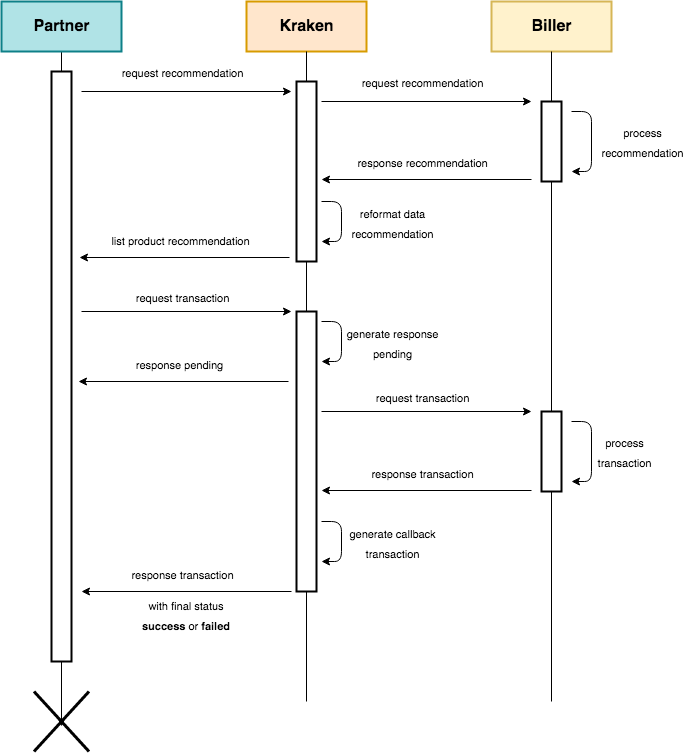 Partner
Kraken
Biller
request recommendation
request recommendation
process
recommendation
response recommendation
reformat data
recommendation
list product recommendation
request transaction
generate response
pending
response pending
request transaction
process
transaction
response transaction
generate callback
transaction
response transaction
with final status
success or failed